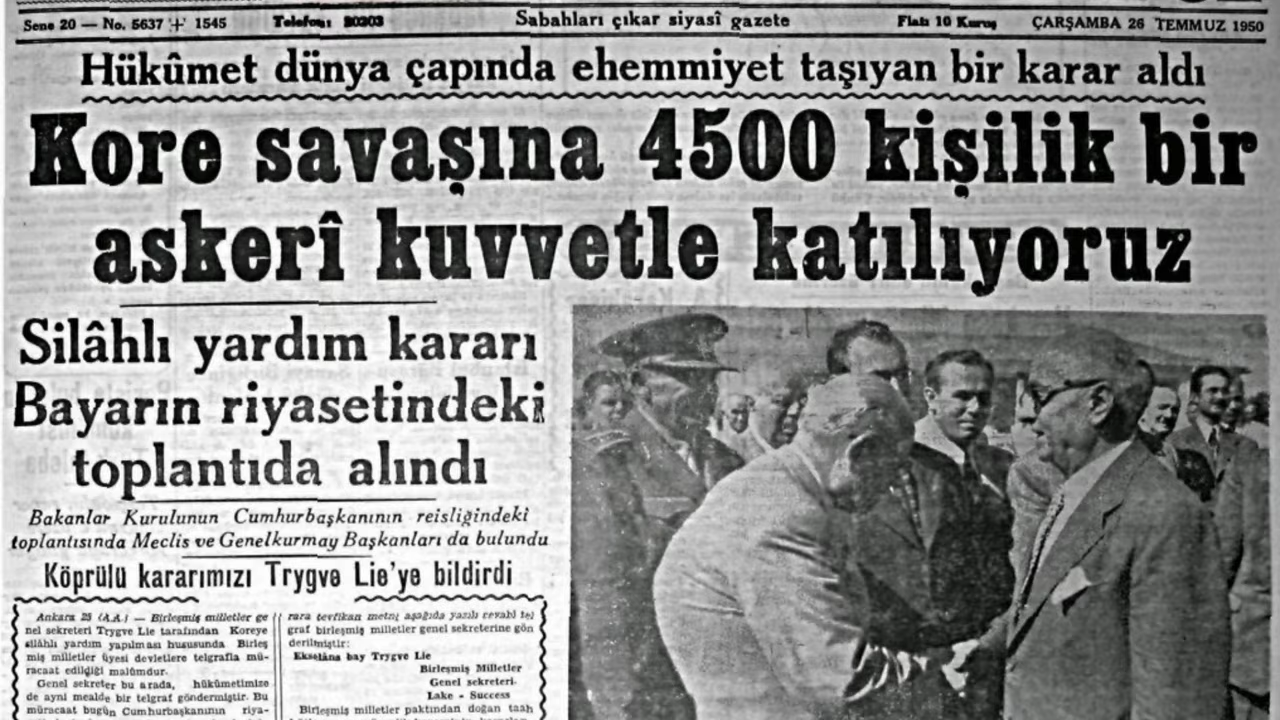 Sene 20 — No. 5637 + 1545 Telefon: 20203 Sabahları çıkar siyasî gazete Fiatı 10 Kuruş ÇARŞAMBA 26 TEMMUZ 1950
Hükûmet dünya çapında ehemmiyet taşıyan bir karar aldı
Kore savaşına 4500 kişilik bir
askerî kuvvetle katılıyoruz
Silâhlı yardım kararı
Bayarın riyasetindeki
toplantıda alındı
Bakanlar Kurulunun Cumhurbaşkanının reisliğindeki
toplantısında Meclis ve Genelkurmay Başkanları da bulundu
Köprülü kararımızı Trygve Lie'ye bildirdi
Ankara 25 (A.A.) — Birleşmiş milletler ge
nel sekreteri Trygve Lie tarafından Koreye
silâhlı yardım yapılması hususunda Birleş
miş milletler üyesi devletlere telgrafla mü-
racaat edildiği malûmdur.
Genel sekreter bu arada, hükûmetimize
de ayni mealde bir telgraf göndermiştir. Bu
müracaat bugün Cumhurbaşkanının riya-
rara tevfikan metni aşağıda yazılı cevabî tel
graf birleşmiş milletler genel sekreterine gön
derilmiştir:
Ekselâns bay Trygve Lie
Birleşmiş Milletler
Genel sekreteri.
Lake - Success
Birleşmiş milletler paktından doğan taah